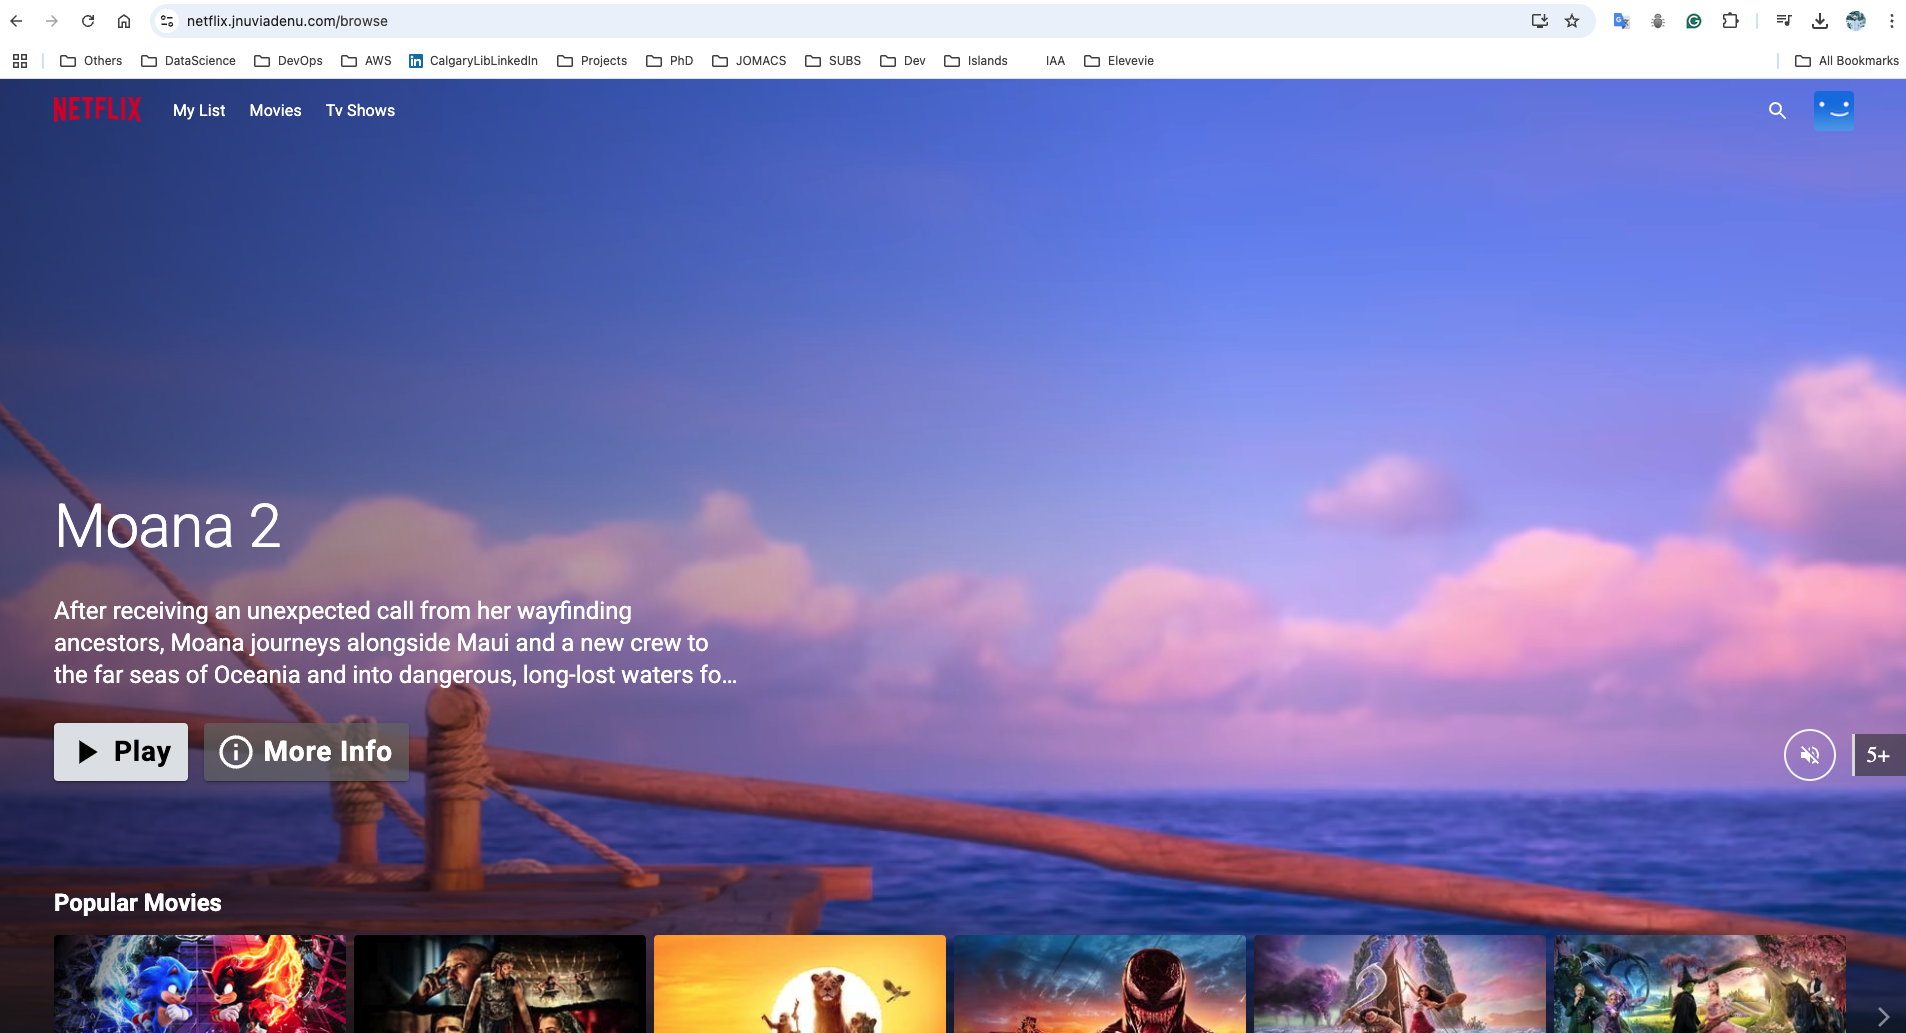 netflix.jnuviadenu.com/browse
Others DataScience DevOps AWS in CalgaryLibLinkedIn Projects PhD JOMACS SUBS Dev Islands IAA Elevevie All Bookmarks
NETFLIX My List Movies Tv Shows
Moana 2
After receiving an unexpected call from her wayfinding
ancestors, Moana journeys alongside Maui and a new crew to
the far seas of Oceania and into dangerous, long-lost waters fo...
Play More Info 5+
Popular Movies